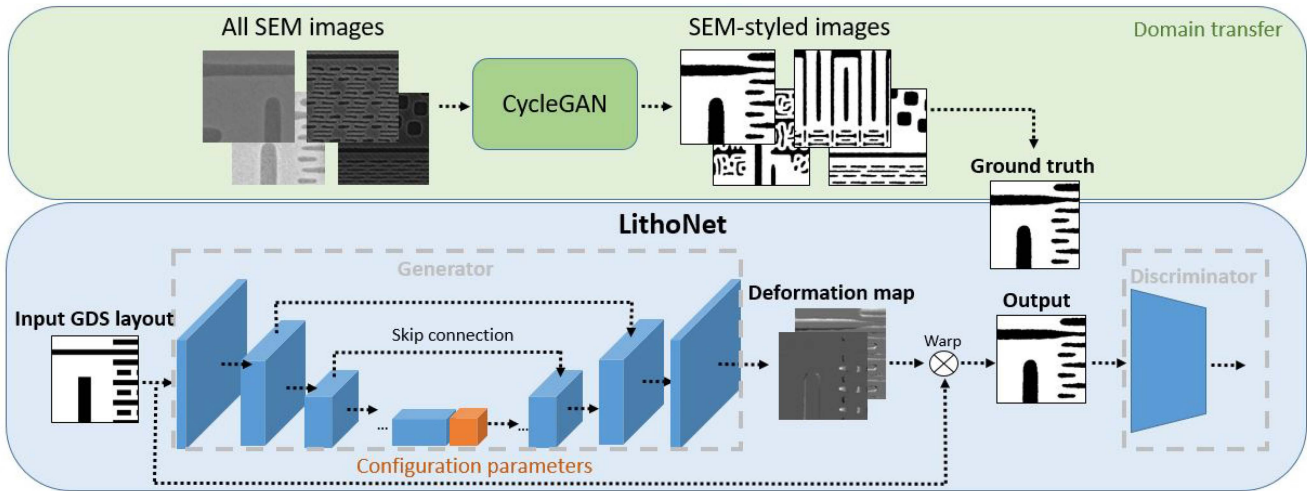 All SEM images
SEM-styled images
Domain transfer
CycleGAN
Ground truth
LithoNet
Generator
Discriminator
Input GDS layout
Skip connection
Deformation map
Warp
Output
...
...
Configuration parameters